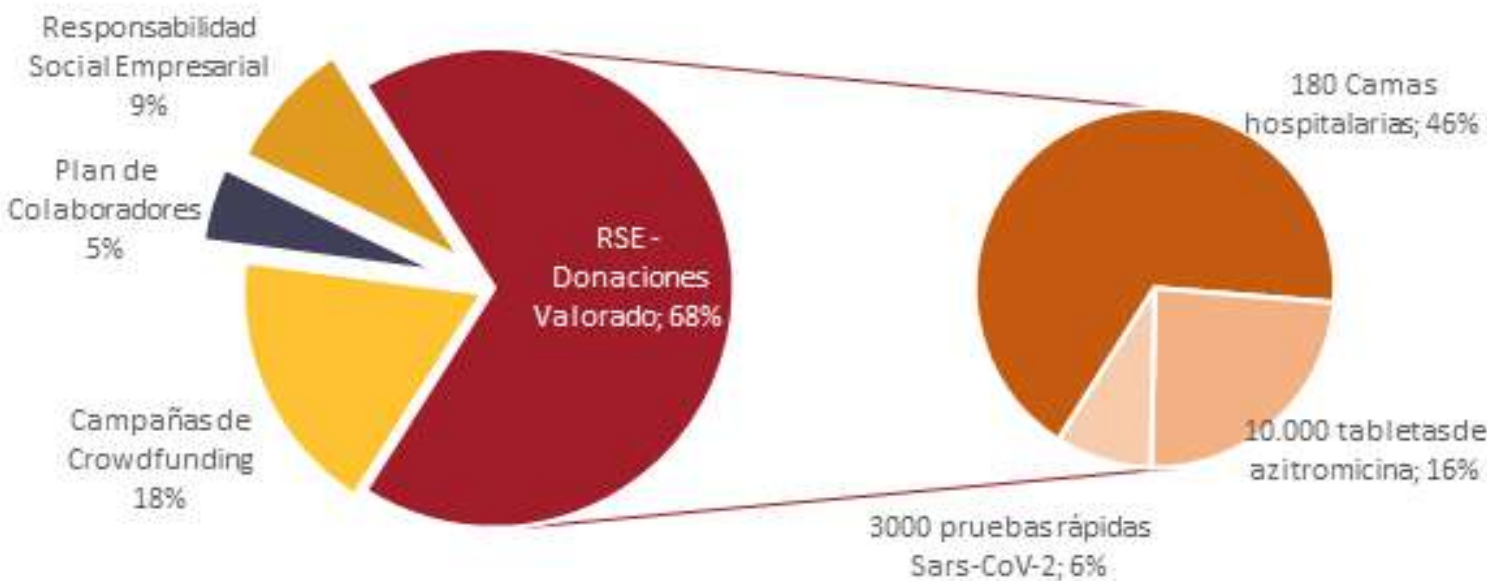 Responsabilidad
Social Empresarial
9%
Plan de
Colaboradores
5%
Campañas de
Crowdfunding
18%
RSE -
Donaciones
Valorado; 68%
180 Camas
hospitalarias; 46%
10.000 tabletas de
azitromicina; 16%
3000 pruebas rápidas
Sars-CoV-2; 6%